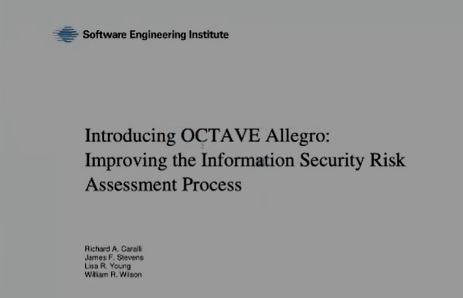 Software Engineering Institute
Introducing OCTAVE Allegro:
Improving the Information Security Risk
Assessment Process
Richard A. Caralli
James F. Stevens
Lisa R. Young
William R. Wilson